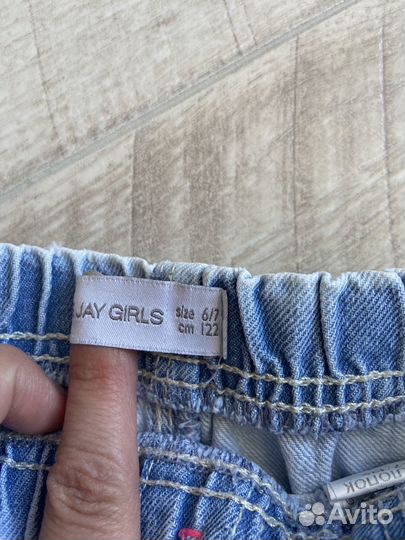 JAY GIRLS
size 6/7
cm 122
Avito